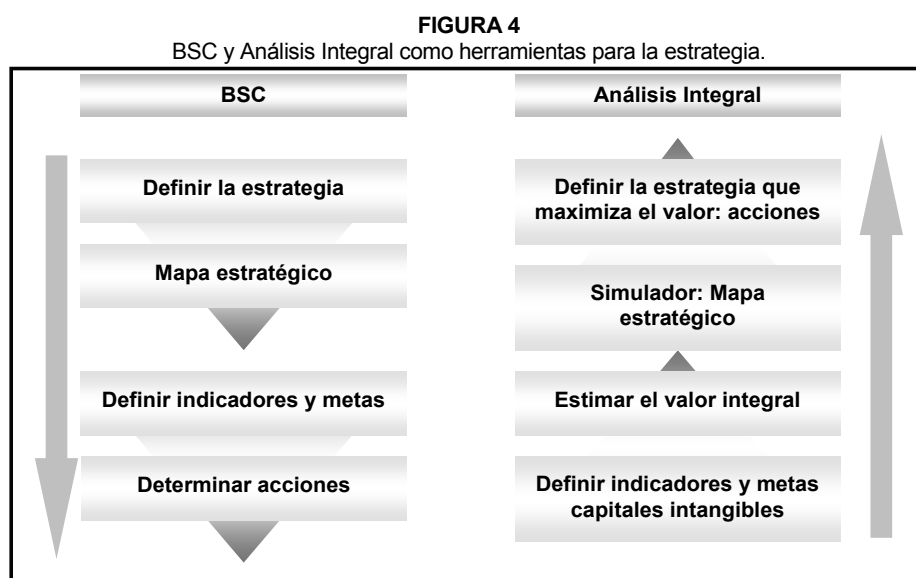 FIGURA 4
BSC y Análisis Integral como herramientas para la estrategia.
BSC
Definir la estrategia
Mapa estratégico
Definir indicadores y metas
Determinar acciones
Análisis Integral
Definir la estrategia que
maximiza el valor: acciones
Simulador: Mapa
estratégico
Estimar el valor integral
Definir indicadores y metas
capitales intangibles